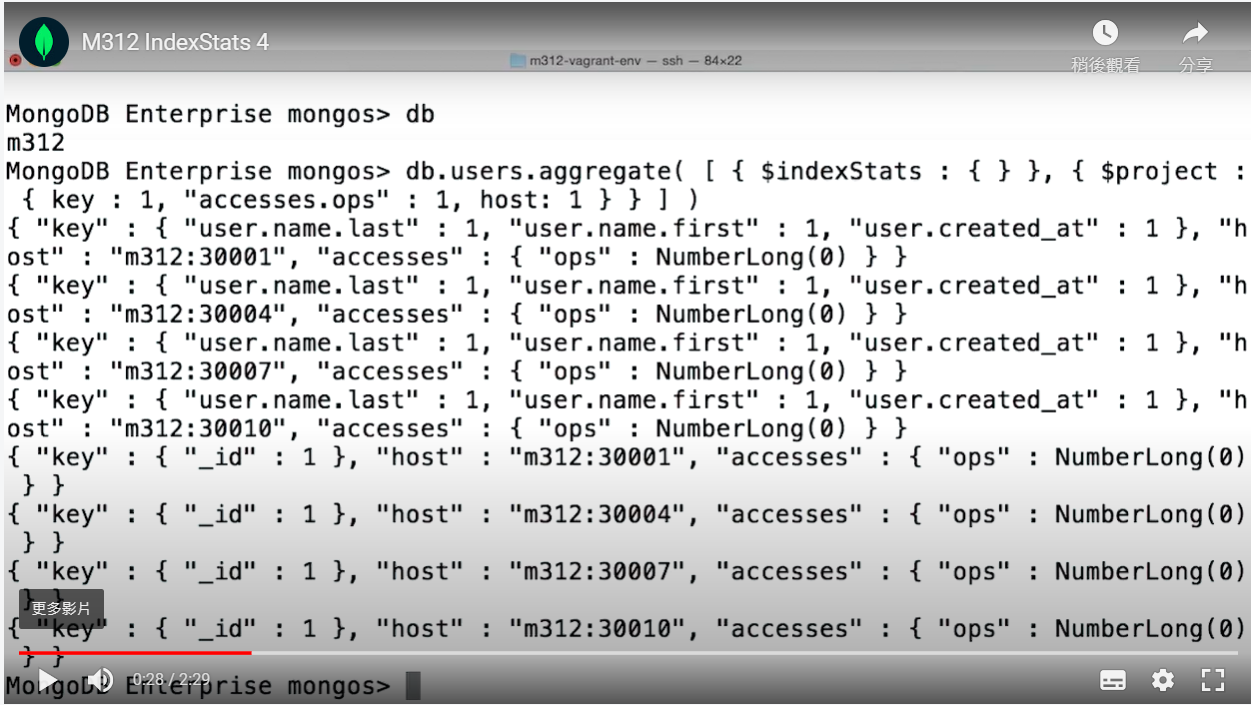 M312 IndexStats 4
稍後觀看
分享
m312-vagrant-env — ssh — 84×22
MongoDB Enterprise mongos> db
m312
MongoDB Enterprise mongos> db.users.aggregate( [ { $indexStats : { } }, { $project :
 { key : 1, "accesses.ops" : 1, host: 1 } } ] )
{ "key" : { "user.name.last" : 1, "user.name.first" : 1, "user.created_at" : 1 }, "h
ost" : "m312:30001", "accesses" : { "ops" : NumberLong(0) } }
{ "key" : { "user.name.last" : 1, "user.name.first" : 1, "user.created_at" : 1 }, "h
ost" : "m312:30004", "accesses" : { "ops" : NumberLong(0) } }
{ "key" : { "user.name.last" : 1, "user.name.first" : 1, "user.created_at" : 1 }, "h
ost" : "m312:30007", "accesses" : { "ops" : NumberLong(0) } }
{ "key" : { "user.name.last" : 1, "user.name.first" : 1, "user.created_at" : 1 }, "h
ost" : "m312:30010", "accesses" : { "ops" : NumberLong(0) } }
{ "key" : { "_id" : 1 }, "host" : "m312:30001", "accesses" : { "ops" : NumberLong(0)
 } }
{ "key" : { "_id" : 1 }, "host" : "m312:30004", "accesses" : { "ops" : NumberLong(0)
 } }
{ "key" : { "_id" : 1 }, "host" : "m312:30007", "accesses" : { "ops" : NumberLong(0)
 } }
更多影片
{ "key" : { "_id" : 1 }, "host" : "m312:30010", "accesses" : { "ops" : NumberLong(0)
 } }
0:28 / 2:29
MongoDB Enterprise mongos>